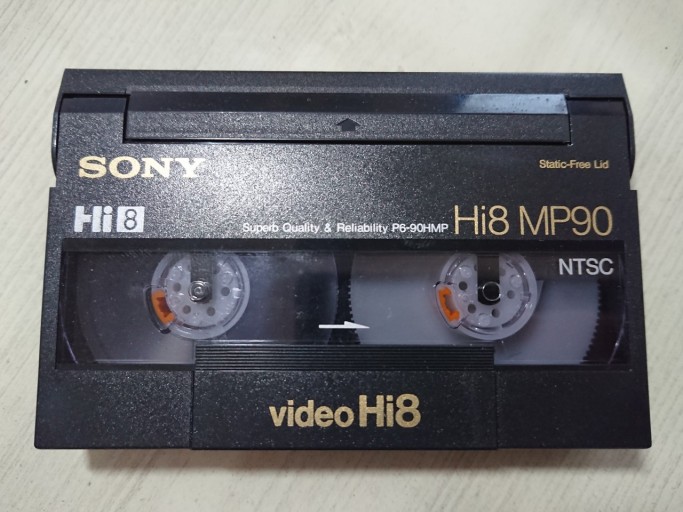 SONY
Static-Free Lid
Hi8
Superb Quality & Reliability P6-90HMP
Hi8 MP90
NTSC
video Hi8